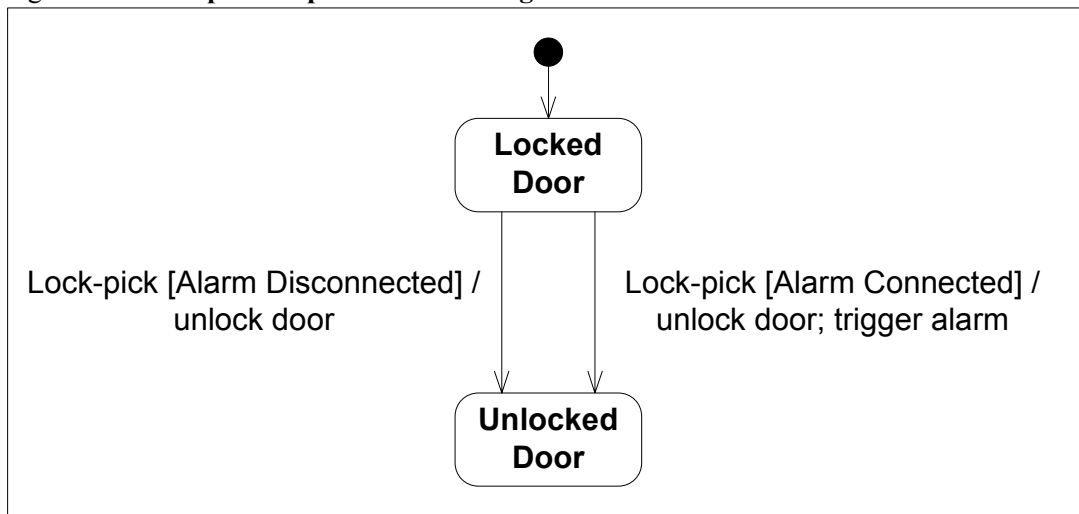 Locked
Door
Lock-pick [Alarm Disconnected] /
unlock door
Lock-pick [Alarm Connected] /
unlock door; trigger alarm
Unlocked
Door